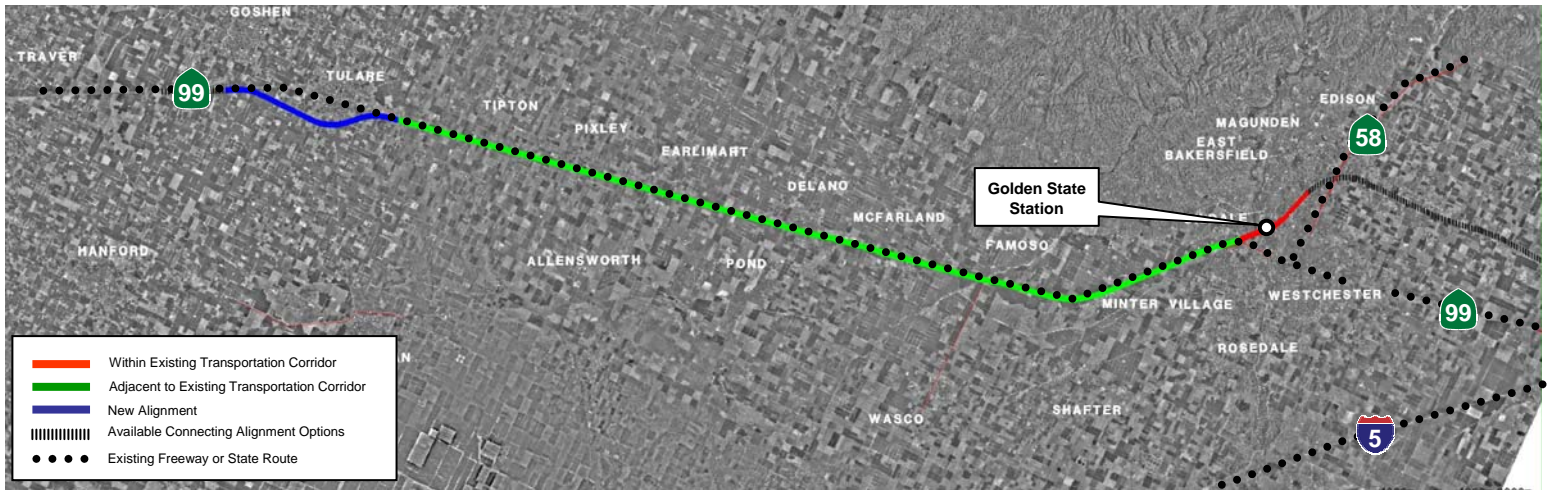 GOSHEN
TRAVER
TULARE
99
TIPTON
PIXLEY
EARLIMART
DELANO
MCFARLAND
FAMOSO
HANFORD
ALLENSWORTH
POND
EDISON
MAGUNDEN
58
EAST
BAKERSFIELD
Golden State
Station
MINTER VILLAGE
WESTCHESTER
99
ROSEDALE
WASCO
SHAFTER
5
Within Existing Transportation Corridor
Adjacent to Existing Transportation Corridor
New Alignment
Available Connecting Alignment Options
Existing Freeway or State Route